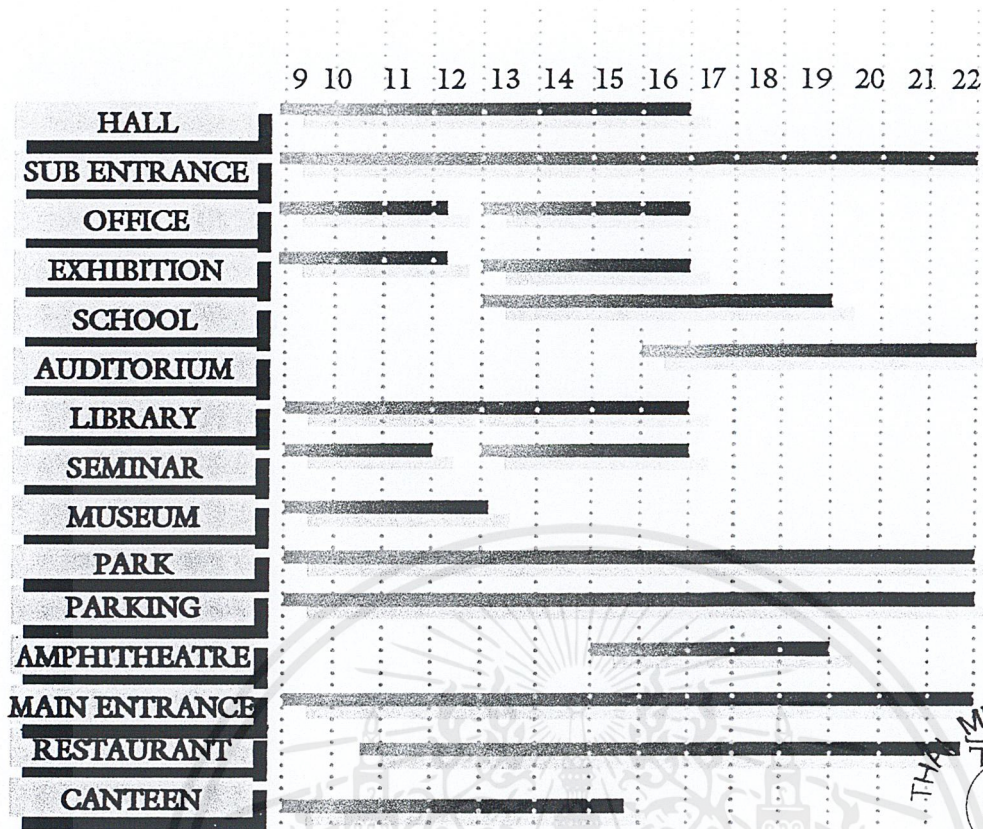 9 10 11 12 13 14 15 16 17 18 19 20 21 22
HALL
SUB ENTRANCE
OFFICE
EXHIBITION
SCHOOL
AUDITORIUM
LIBRARY
SEMINAR
MUSEUM
PARK
PARKING
AMPHITHEATRE
MAIN ENTRANCE
RESTAURANT
CANTEEN
THAI